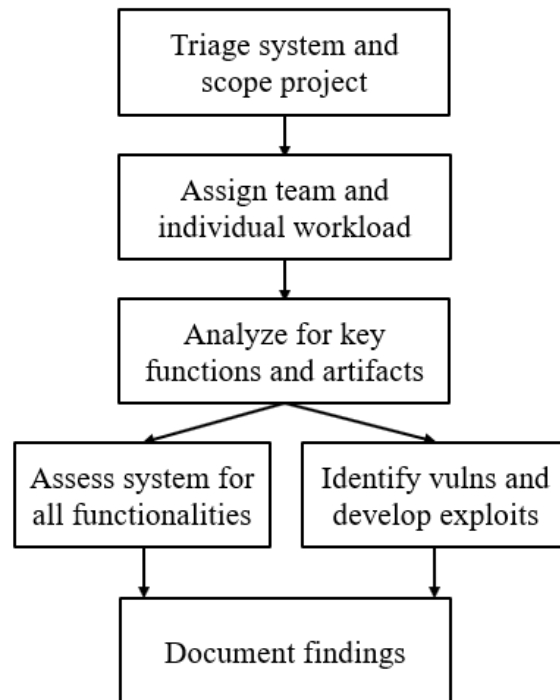 Triage system and
scope project
Assign team and
individual workload
Analyze for key
functions and artifacts
Assess system for
all functionalities
Identify vulns and
develop exploits
Document findings